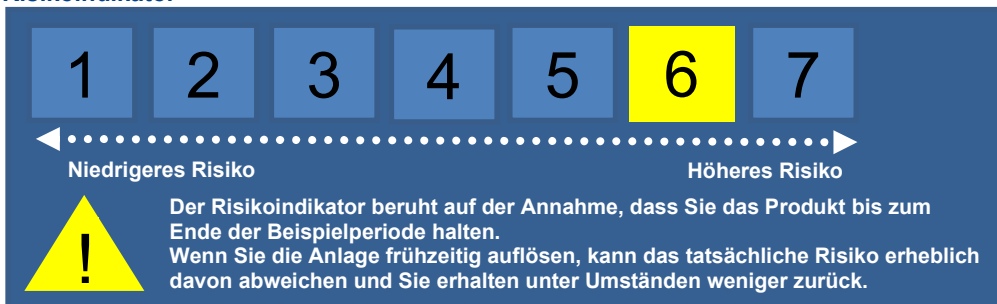 Risikoindikator
1 2 3 4 5 6 7
Niedrigeres Risiko Höheres Risiko
!
Der Risikoindikator beruht auf der Annahme, dass Sie das Produkt bis zum
Ende der Beispielperiode halten.
Wenn Sie die Anlage frühzeitig auflösen, kann das tatsächliche Risiko erheblich
davon abweichen und Sie erhalten unter Umständen weniger zurück.